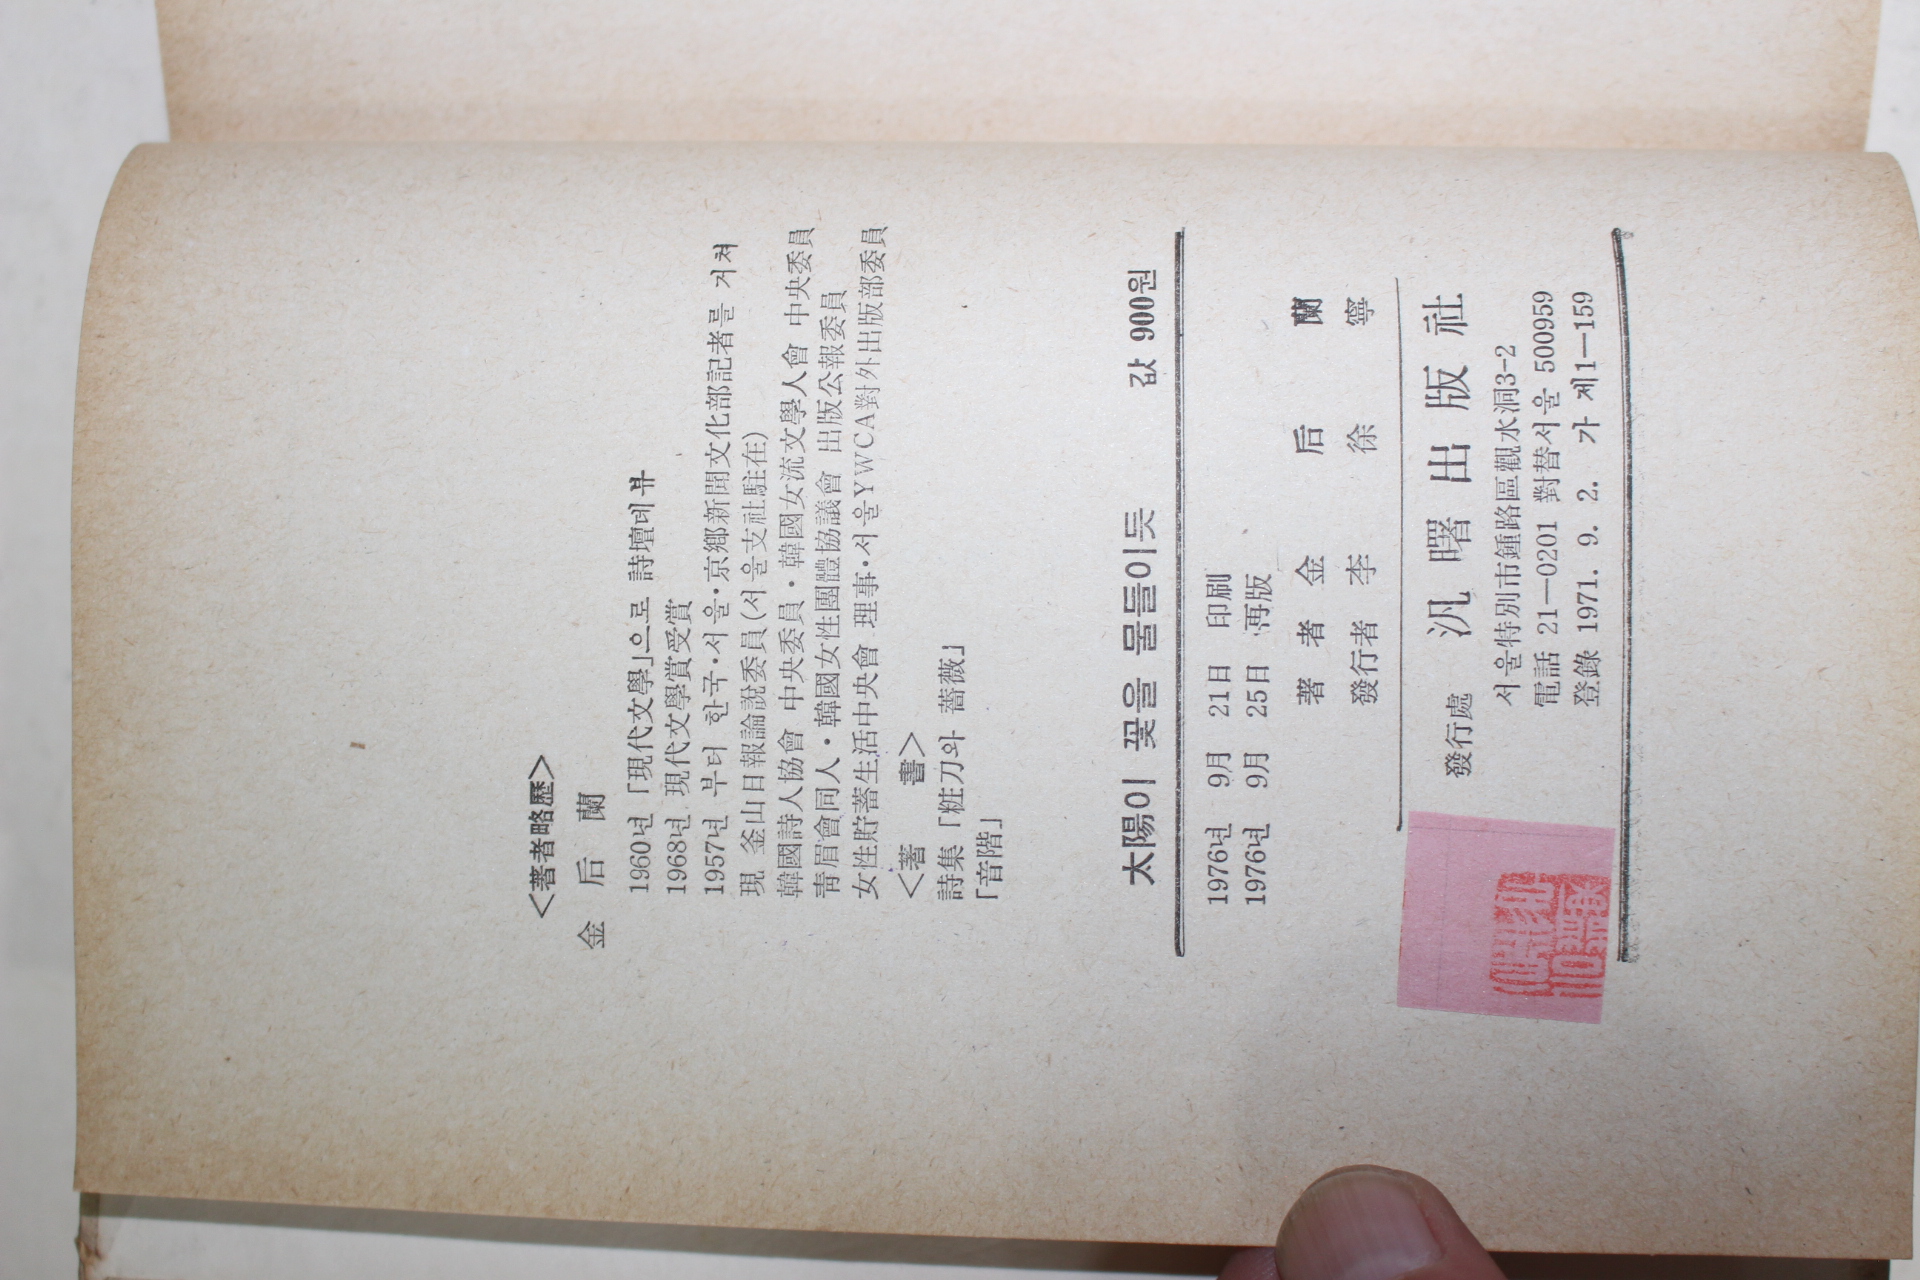 <著者略歷>
金 后 蘭
1960년 「現代文學」으로 詩壇데뷰
1968년 現代文學賞受賞
1957년 부터 한국·서울·京鄕新聞文化部記者를 거쳐
現 釜山日報論說委員(서울支社駐在)
韓國詩人協會 中央委員·韓國女流文學人會 中央委員
靑眉會同人·韓國女性團體協議會 出版公報委員
女性貯蓄生活中央會 理事·서울YWCA對外出版部委員
<著 書>
詩集「粧刀와 薔薇」
「音階」
太陽이 꽃을 물들이듯 값 900원
1976년 9月 21日 印刷
1976년 9月 25日 再版
著 者 金 后 蘭
發行者 李 徐 寧
發行處 汎 曙 出 版 社
서울特別市鍾路區觀水洞3-2
電話 21-0201 對替서울 500959
登錄 1971. 9. 2. 가 제1-159